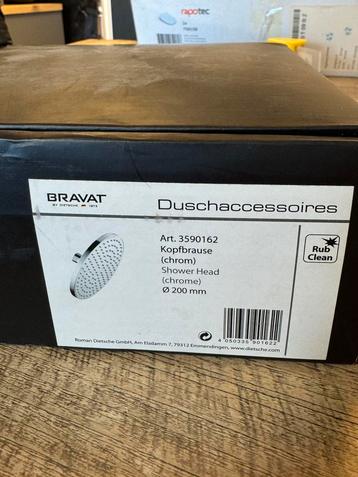 rapotec
BRAVAT
BY DIETSCHE 1873
Duschaccessoires
Art. 3590162
Kopfbrause
(chrom)
Shower Head
(chrome)
Ø 200 mm
Rub
Clean
4 050335 901622
Roman Dietsche GmbH, Am Elzdamm 7, 79312 Emmendingen, www.dietsche.com